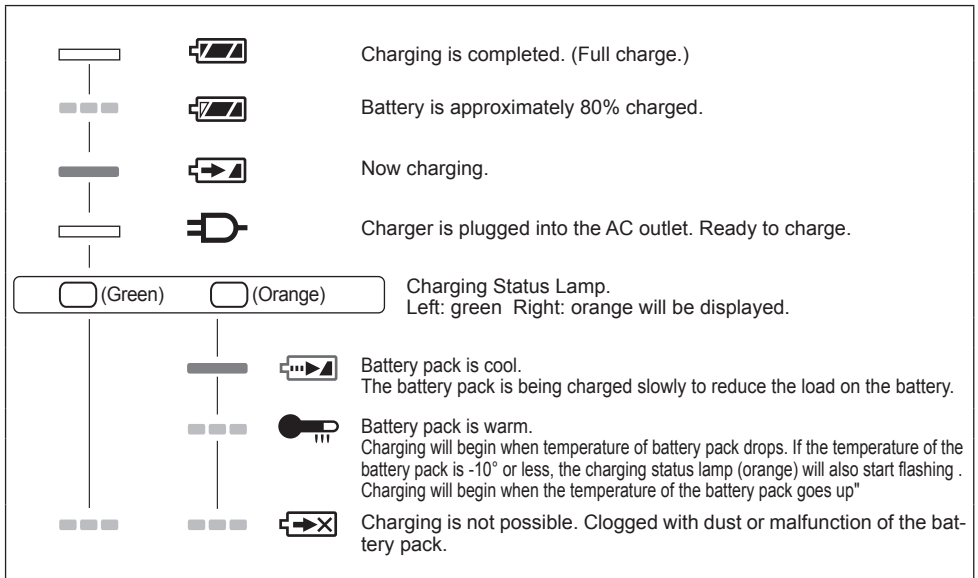 Charging is completed. (Full charge.)
Battery is approximately 80% charged.
Now charging.
Charger is plugged into the AC outlet. Ready to charge.
(Green) (Orange)
Charging Status Lamp.
Left: green Right: orange will be displayed.
Battery pack is cool.
The battery pack is being charged slowly to reduce the load on the battery.
Battery pack is warm.
Charging will begin when temperature of battery pack drops. If the temperature of the
battery pack is -10° or less, the charging status lamp (orange) will also start flashing .
Charging will begin when the temperature of the battery pack goes up"
Charging is not possible. Clogged with dust or malfunction of the bat-
tery pack.